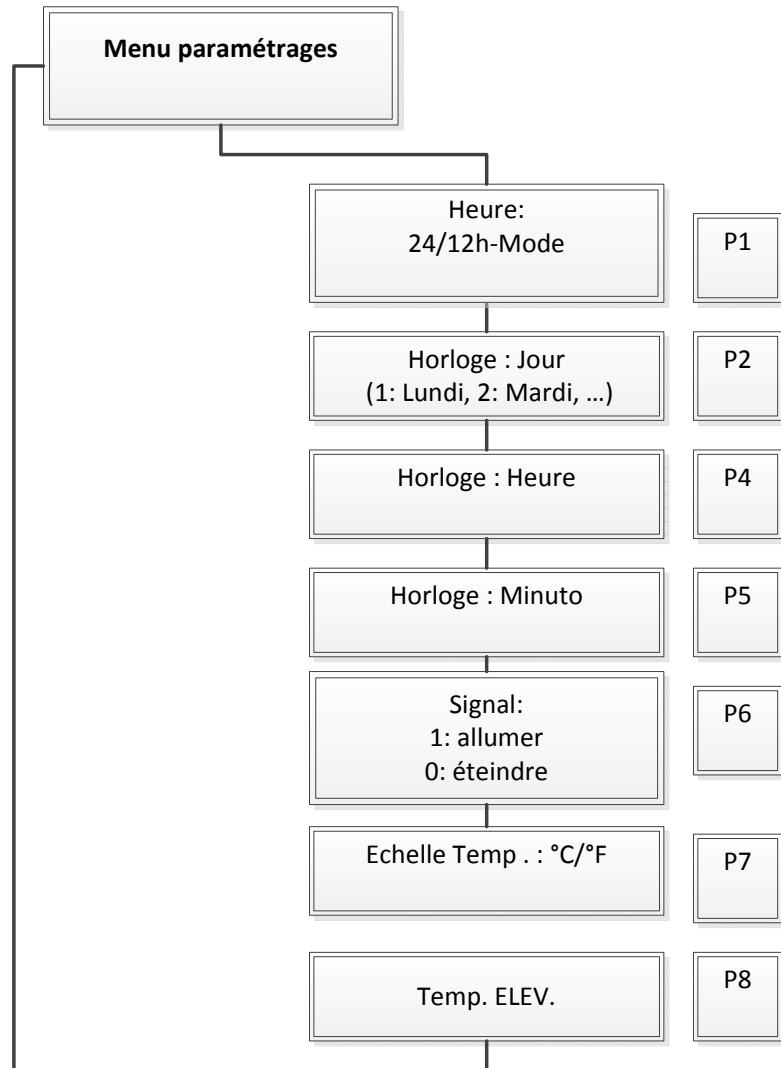 Menu paramétrages
Heure:
24/12h-Mode
P1
Horloge : Jour
(1: Lundi, 2: Mardi, …)
P2
Horloge : Heure
P4
Horloge : Minuto
P5
Signal:
1: allumer
0: éteindre
P6
Echelle Temp . : °C/°F
P7
Temp. ELEV.
P8